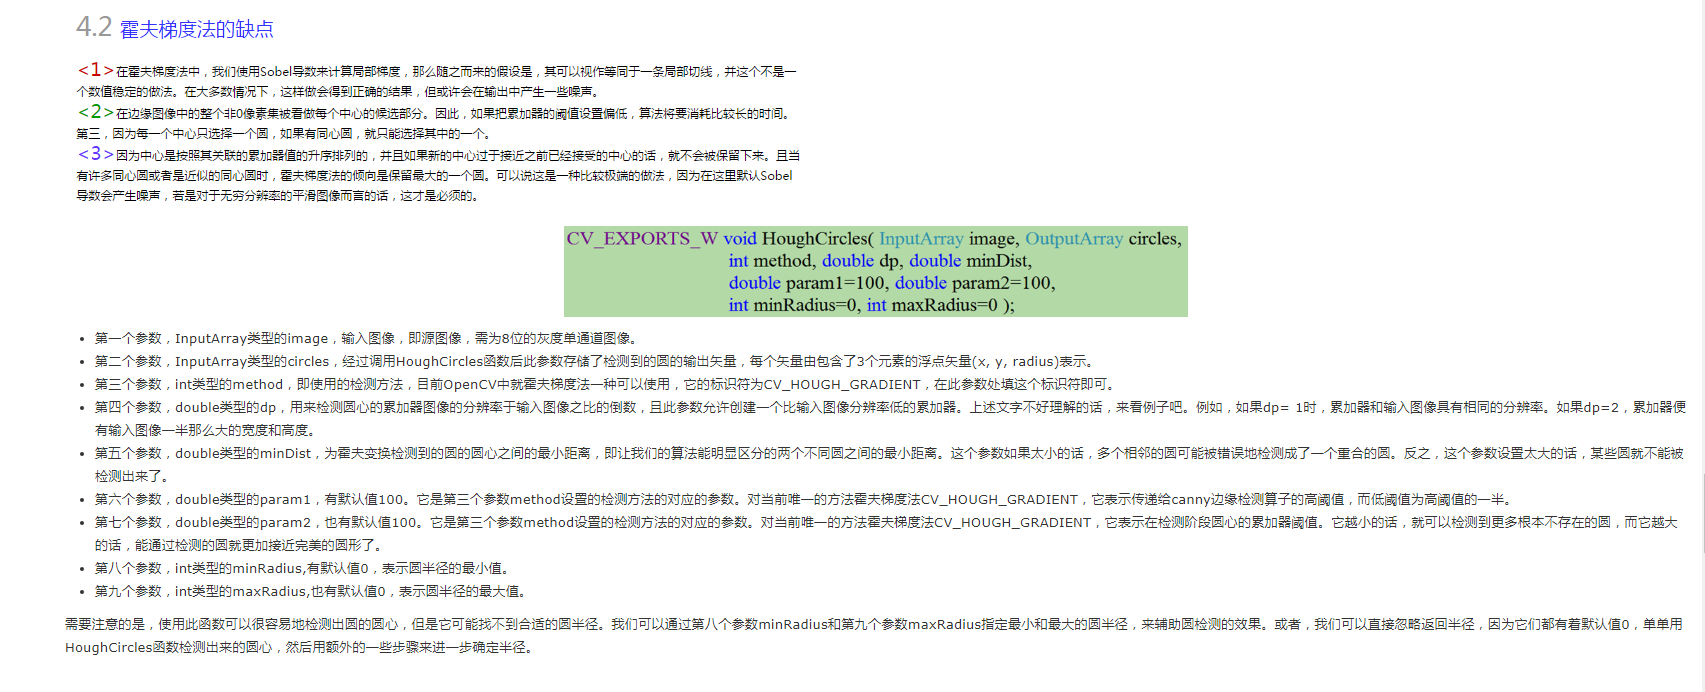 4.2 霍夫梯度法的缺点
<1>在霍夫梯度法中，我们使用Sobel导数来计算局部梯度，那么随之而来的假设是，其可以视作等同于一条局部切线，并这个不是一
个数值稳定的做法。在大多数情况下，这样做会得到正确的结果，但或许会在输出中产生一些噪声。
<2>在边缘图像中的整个非0像素集被看做每个中心的候选部分。因此，如果把累加器的阈值设置偏低，算法将要消耗比较长的时间。
第三，因为每一个中心只选择一个圆，如果有同心圆，就只能选择其中的一个。
<3>因为中心是按照其关联的累加器值的升序排列的，并且如果新的中心过于接近之前已经接受的中心的话，就不会被保留下来。且当
有许多同心圆或者是近似的同心圆时，霍夫梯度法的倾向是保留最大的一个圆。可以说这是一种比较极端的做法，因为在这里默认Sobel
导数会产生噪声，若是对于无穷分辨率的平滑图像而言的话，这才是必须的。
CV_EXPORTS_W void HoughCircles( InputArray image, OutputArray circles,
int method, double dp, double minDist,
double param1=100, double param2=100,
int minRadius=0, int maxRadius=0 );
• 第一个参数，InputArray类型的image，输入图像，即源图像，需为8位的灰度单通道图像。
• 第二个参数，InputArray类型的circles，经过调用HoughCircles函数后此参数存储了检测到的圆的输出矢量，每个矢量由包含了3个元素的浮点矢量(x, y, radius)表示。
• 第三个参数，int类型的method，即使用的检测方法，目前OpenCV中就霍夫梯度法一种可以使用，它的标识符为CV_HOUGH_GRADIENT，在此参数处填这个标识符即可。
• 第四个参数，double类型的dp，用来检测圆心的累加器图像的分辨率于输入图像之比的倒数，且此参数允许创建一个比输入图像分辨率低的累加器。上述文字不好理解的话，来看例子吧。例如，如果dp= 1时，累加器和输入图像具有相同的分辨率。如果dp=2，累加器便
有输入图像一半那么大的宽度和高度。
• 第五个参数，double类型的minDist，为霍夫变换检测到的圆的圆心之间的最小距离，即让我们的算法能明显区分的两个不同圆之间的最小距离。这个参数如果太小的话，多个相邻的圆可能被错误地检测成了一个重合的圆。反之，这个参数设置太大的话，某些圆就不能被
检测出来了。
• 第六个参数，double类型的param1，有默认值100。它是第三个参数method设置的检测方法的对应的参数。对当前唯一的方法霍夫梯度法CV_HOUGH_GRADIENT，它表示传递给canny边缘检测算子的高阈值，而低阈值为高阈值的一半。
• 第七个参数，double类型的param2，也有默认值100。它是第三个参数method设置的检测方法的对应的参数。对当前唯一的方法霍夫梯度法CV_HOUGH_GRADIENT，它表示在检测阶段圆心的累加器阈值。它越小的话，就可以检测到更多根本不存在的圆，而它越大
的话，能通过检测的圆就更加接近完美的圆形了。
• 第八个参数，int类型的minRadius,有默认值0，表示圆半径的最小值。
• 第九个参数，int类型的maxRadius,也有默认值0，表示圆半径的最大值。
需要注意的是，使用此函数可以很容易地检测出圆的圆心，但是它可能找不到合适的圆半径。我们可以通过第八个参数minRadius和第九个参数maxRadius指定最小和最大的圆半径，来辅助圆检测的效果。或者，我们可以直接忽略返回半径，因为它们都有着默认值0，单单用
HoughCircles函数检测出来的圆心，然后用额外的一些步骤来进一步确定半径。